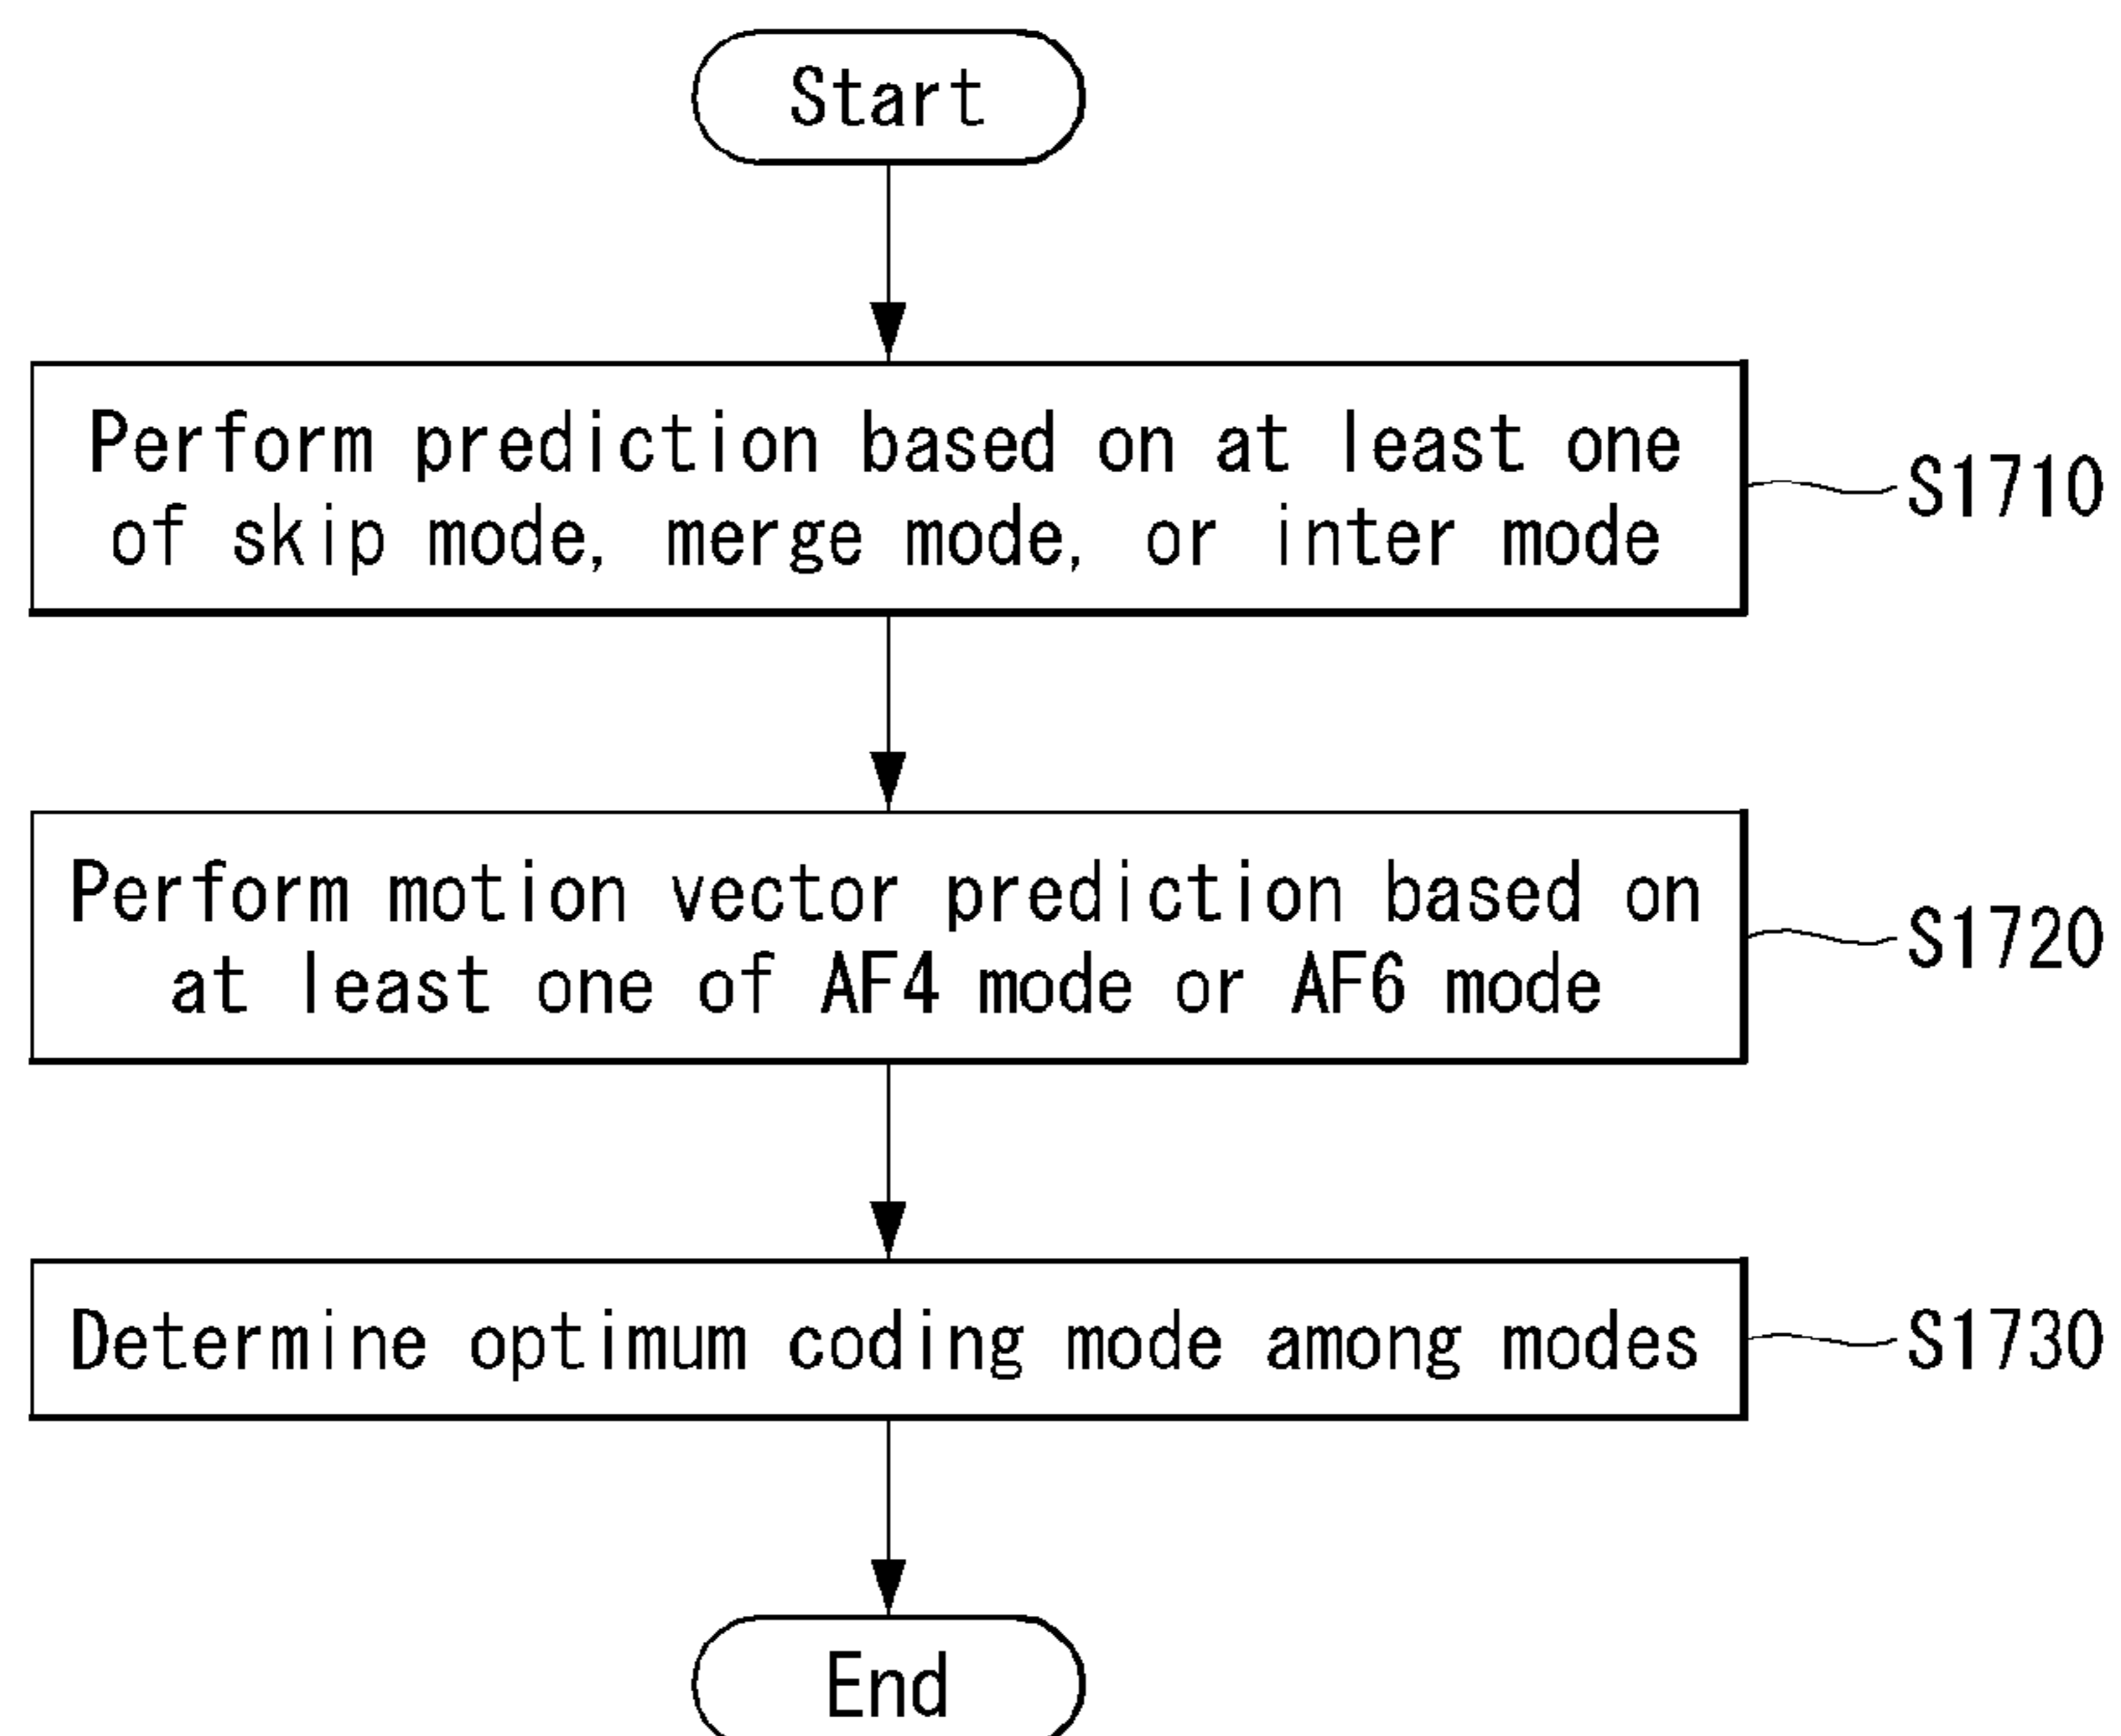 Start
Perform prediction based on at least one
of skip mode, merge mode, or inter mode
S1710
Perform motion vector prediction based on
at least one of AF4 mode or AF6 mode
S1720
Determine optimum coding mode among modes
S1730
End